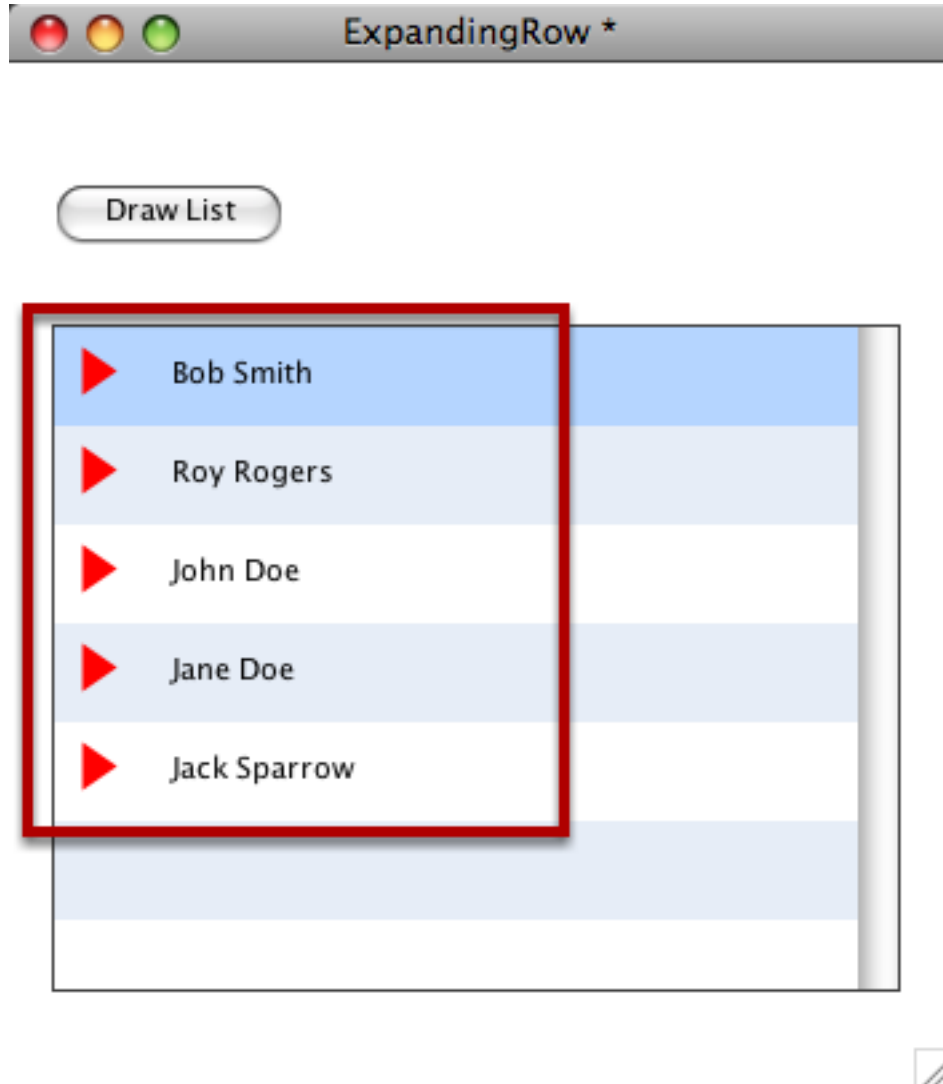 ExpandingRow *
Draw List
Bob Smith
Roy Rogers
John Doe
Jane Doe
Jack Sparrow